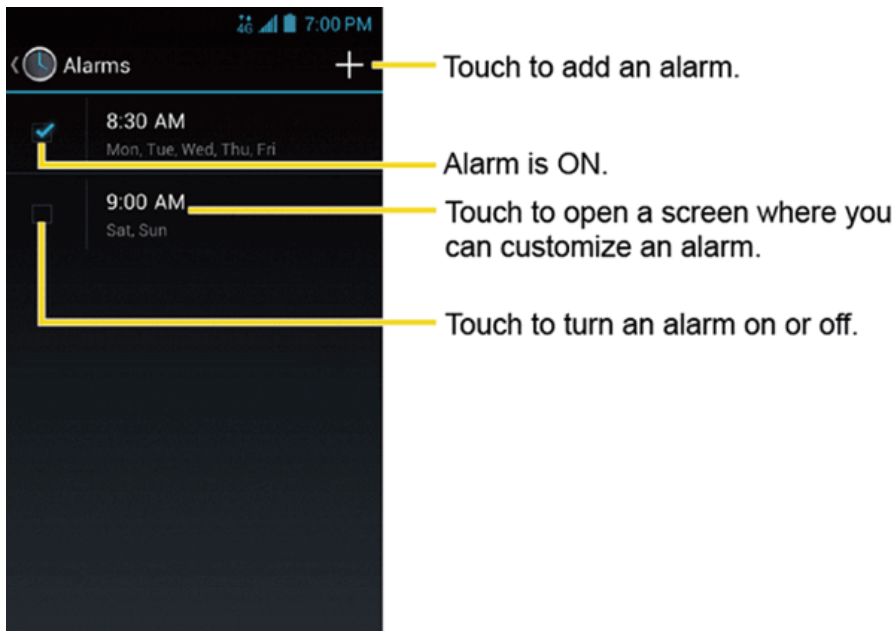 4G 7:00 PM
Alarms
Touch to add an alarm.
8:30 AM
Mon, Tue, Wed, Thu, Fri
Alarm is ON.
9:00 AM
Sat, Sun
Touch to open a screen where you
can customize an alarm.
Touch to turn an alarm on or off.